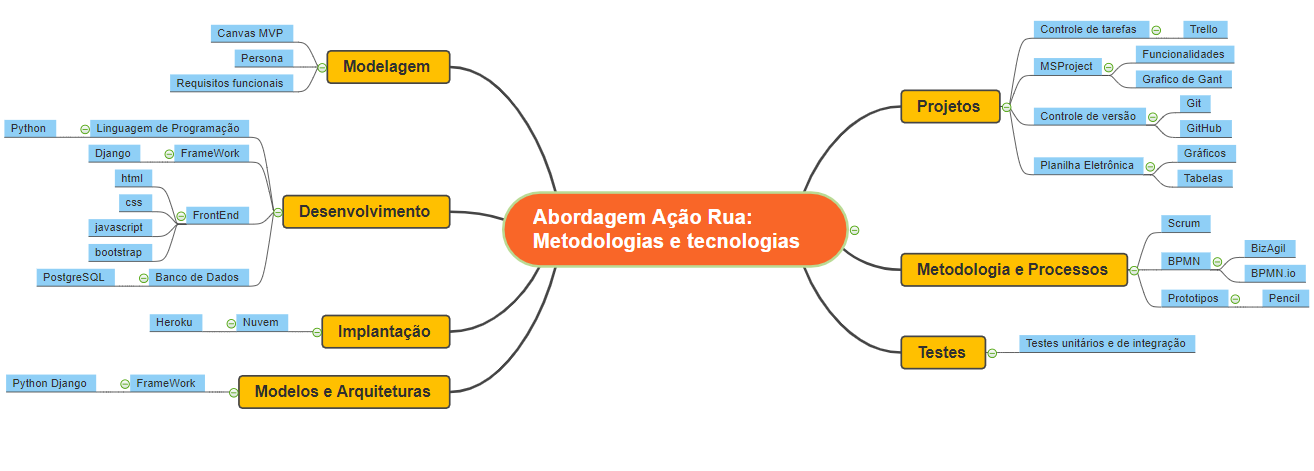 Abordagem Ação Rua:
Metodologias e tecnologias
Modelagem
Canvas MVP
Persona
Requisitos funcionais
Desenvolvimento
Linguagem de Programação
Python
FrameWork
Django
FrontEnd
html
css
javascript
bootstrap
Banco de Dados
PostgreSQL
Implantação
Nuvem
Heroku
Modelos e Arquiteturas
FrameWork
Python Django
Projetos
Controle de tarefas
Trello
MSProject
Funcionalidades
Grafico de Gant
Controle de versão
Git
GitHub
Planilha Eletrônica
Gráficos
Tabelas
Metodologia e Processos
Scrum
BPMN
BizAgil
BPMN.io
Prototipos
Pencil
Testes
Testes unitários e de integração